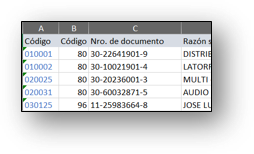 A B C
Código Código Nro. de documento Razón s
010001 80 30-22641901-9 DISTRIE
010002 80 30-10021901-4 LATORR
020025 80 30-20236001-3 MULTI
020031 80 30-60032871-5 AUDIO
030125 96 11-25983664-8 JOSE LU